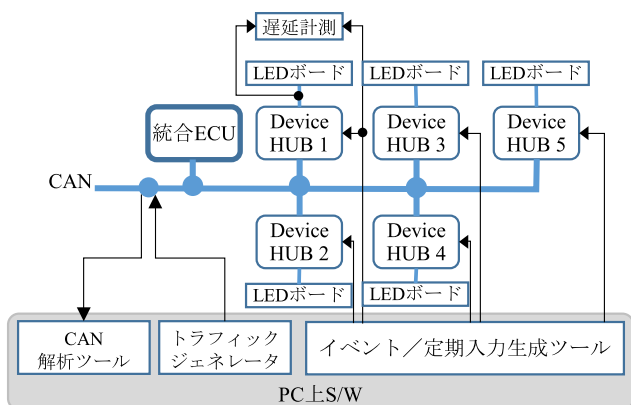 遅延計測
LEDボード
LEDボード
LEDボード
統合ECU
Device
HUB 1
Device
HUB 3
Device
HUB 5
CAN
Device
HUB 2
Device
HUB 4
LEDボード
LEDボード
CAN
解析ツール
トラフィック
ジェネレータ
イベント／定期入力生成ツール
PC上S/W